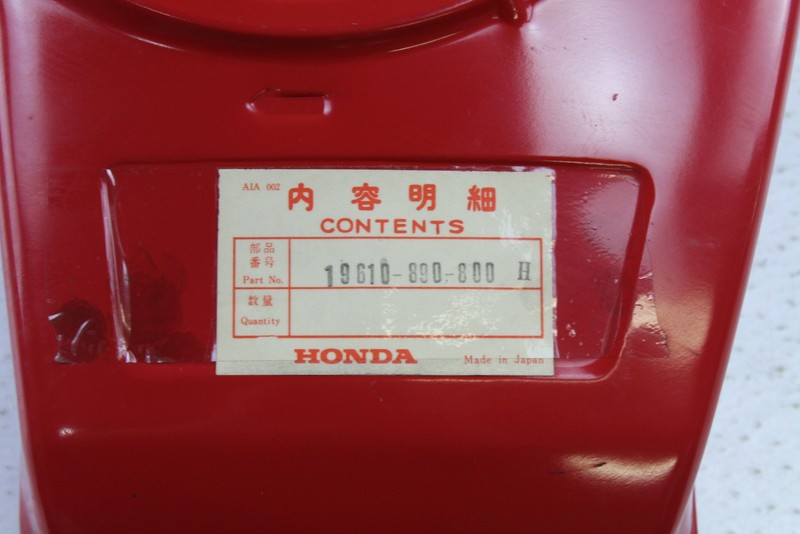 AIA 002
内容明細
CONTENTS
部品
番号
Part No.
19610-890-800 H
数量
Quantity
HONDA
Made in Japan